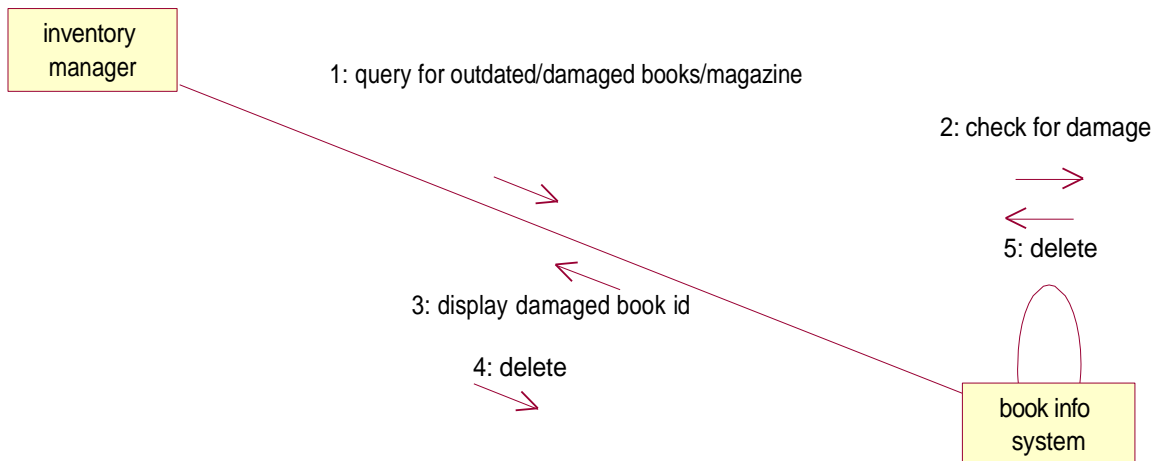 inventory
manager
1: query for outdated/damaged books/magazine
2: check for damage
5: delete
3: display damaged book id
4: delete
book info
system